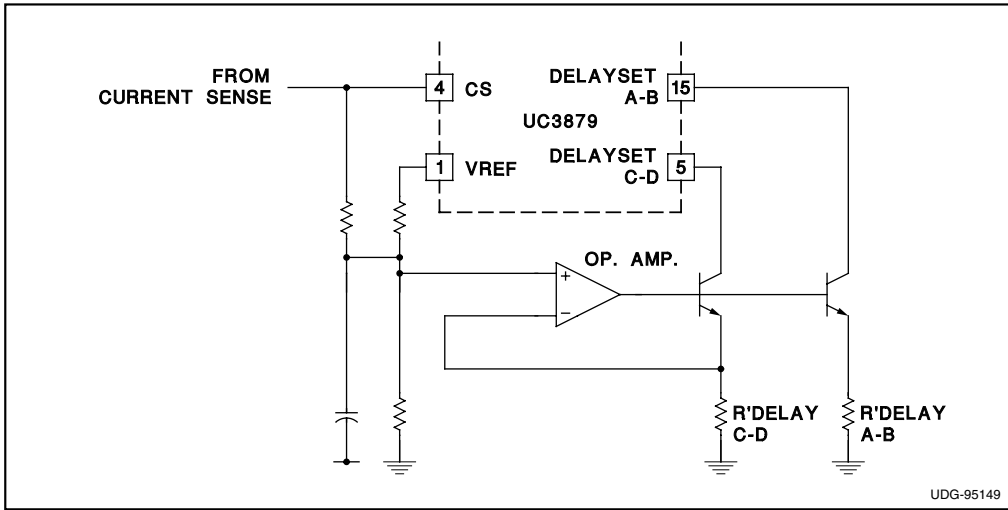 FROM
CURRENT SENSE
4
CS
DELAYSET
A-B
15
UC3879
1
VREF
DELAYSET
C-D
5
OP. AMP.
+
−
R'DELAY
C-D
R'DELAY
A-B
UDG-95149